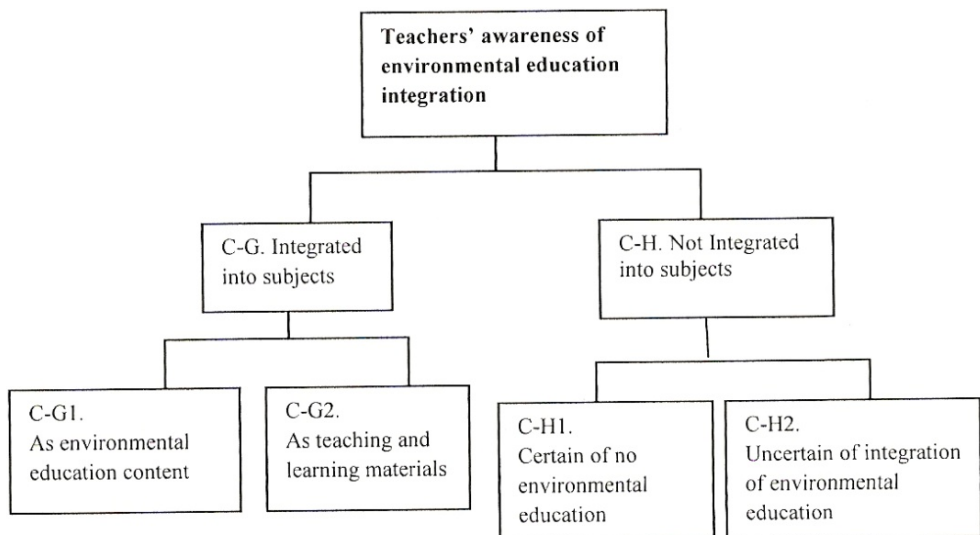 Teachers' awareness of
environmental education
integration
C-G. Integrated
into subjects
C-H. Not Integrated
into subjects
C-G1.
As environmental
education content
C-G2.
As teaching and
learning materials
C-H1.
Certain of no
environmental
education
C-H2.
Uncertain of integration
of environmental
education